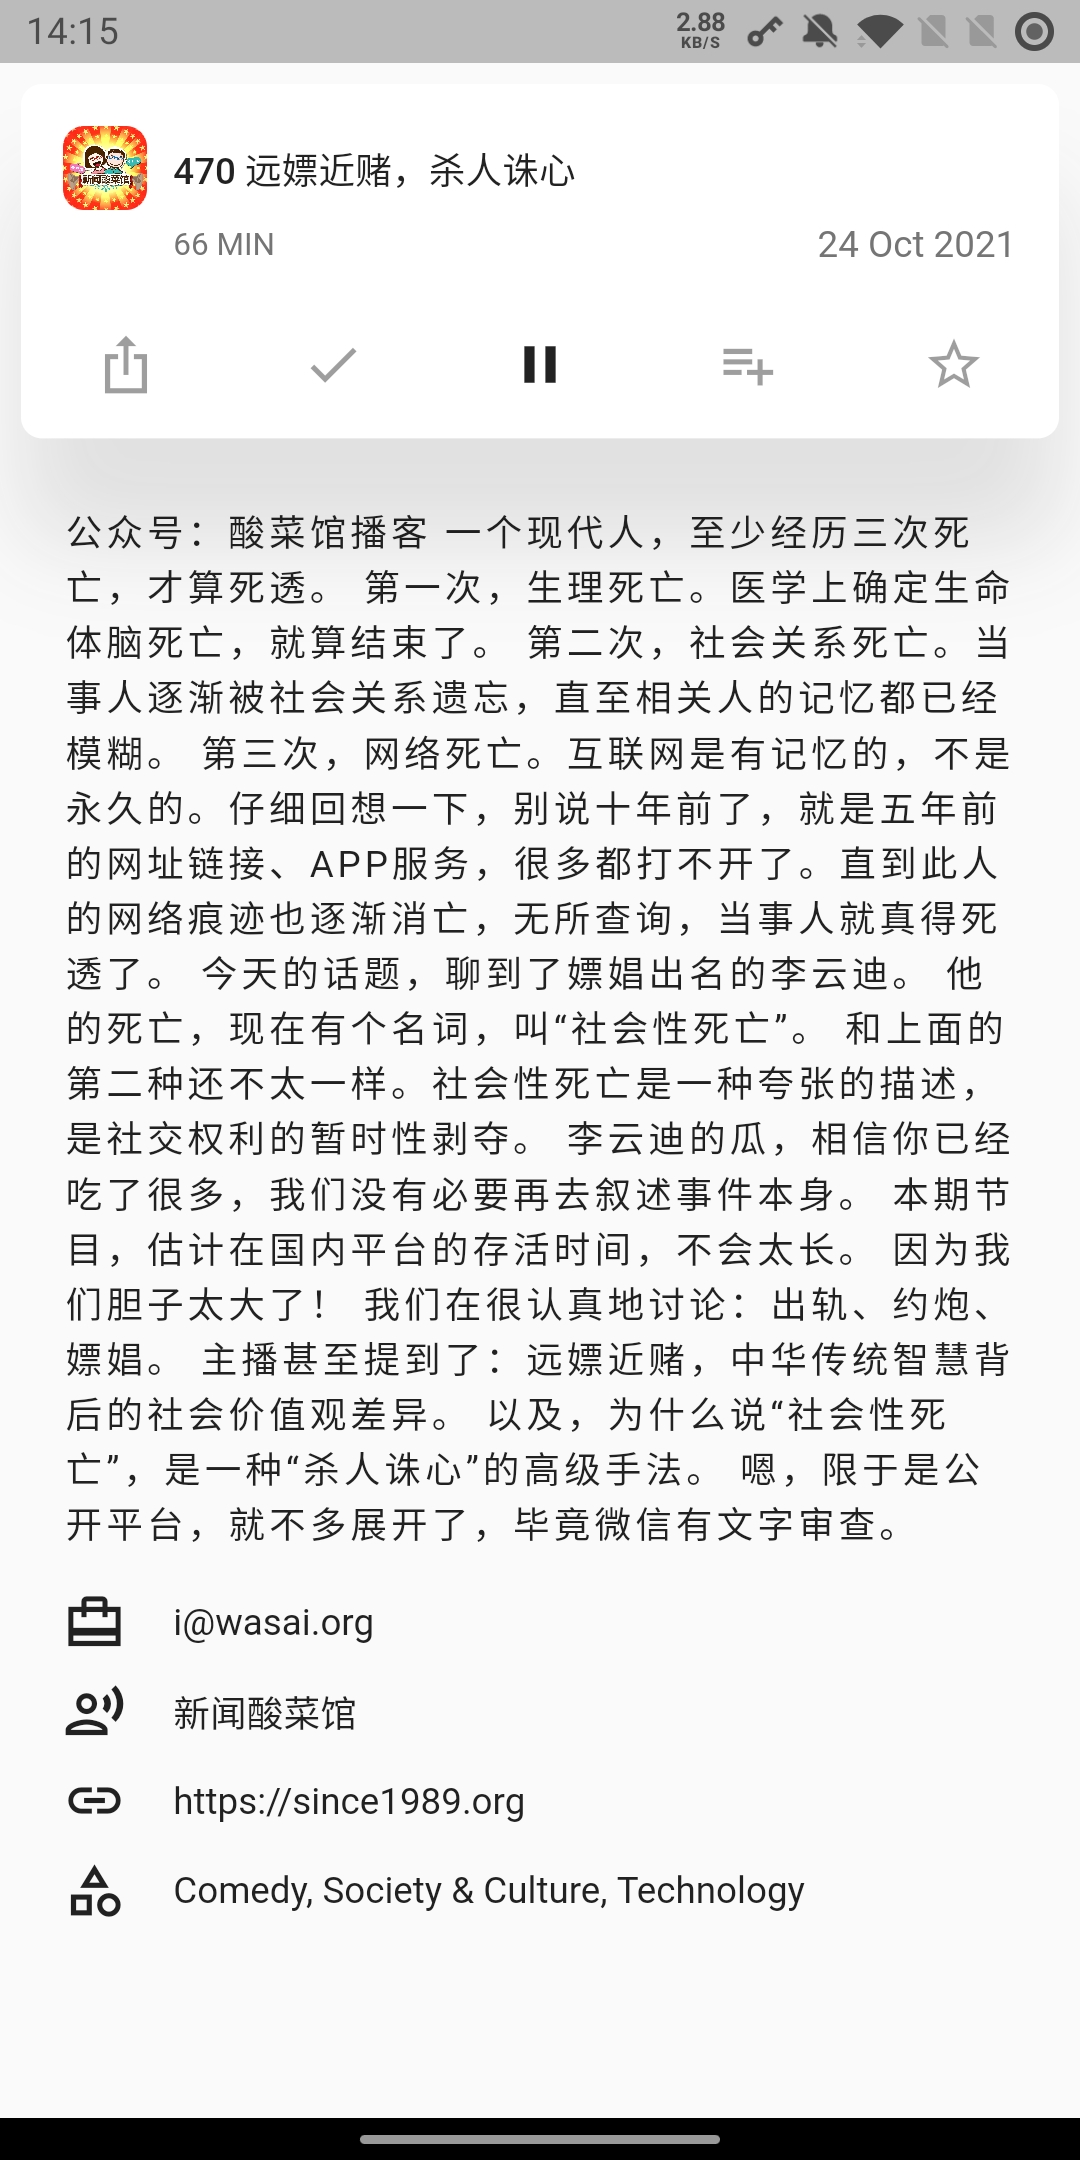 14:15
2.88
KB/S
新闻酸菜馆
470 远嫖近赌，杀人诛心
66 MIN
24 Oct 2021
公众号：酸菜馆播客 一个现代人，至少经历三次死
亡，才算死透。 第一次，生理死亡。医学上确定生命
体脑死亡，就算结束了。 第二次，社会关系死亡。当
事人逐渐被社会关系遗忘，直至相关人的记忆都已经
模糊。 第三次，网络死亡。互联网是有记忆的，不是
永久的。仔细回想一下，别说十年前了，就是五年前
的网址链接、APP服务，很多都打不开了。直到此人
的网络痕迹也逐渐消亡，无所查询，当事人就真得死
透了。 今天的话题，聊到了嫖娼出名的李云迪。 他
的死亡，现在有个名词，叫“社会性死亡”。 和上面的
第二种还不太一样。社会性死亡是一种夸张的描述，
是社交权利的暂时性剥夺。 李云迪的瓜，相信你已经
吃了很多，我们没有必要再去叙述事件本身。 本期节
目，估计在国内平台的存活时间，不会太长。 因为我
们胆子太大了！ 我们在很认真地讨论：出轨、约炮、
嫖娼。 主播甚至提到了：远嫖近赌，中华传统智慧背
后的社会价值观差异。 以及，为什么说“社会性死
亡”，是一种“杀人诛心”的高级手法。 嗯，限于是公
开平台，就不多展开了，毕竟微信有文字审查。
i@wasai.org
新闻酸菜馆
https://since1989.org
Comedy, Society & Culture, Technology